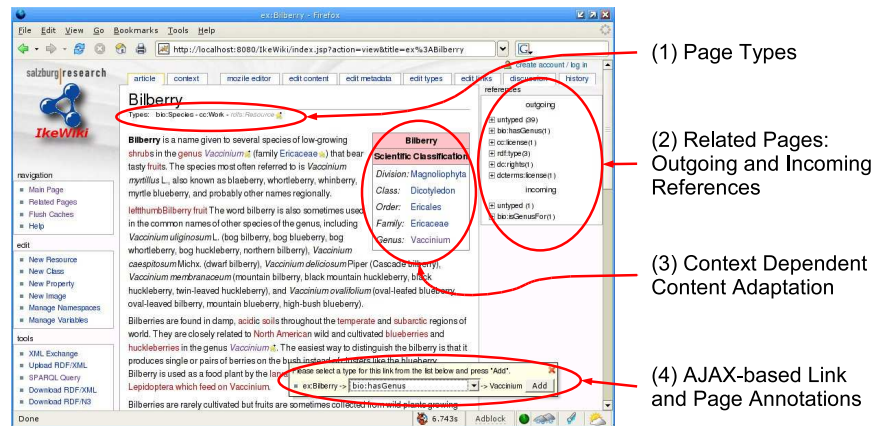 ex:Bilberry - Firefox
File Edit View Go Bookmarks Tools Help
http://localhost:8080/IkeWiki/index.jsp?action=view&title=ex%3ABilberry
G
Create account / log in
salzburg research
IkeWiki
article context mozile editor edit content edit metadata edit types edit links discussion history
Bilberry
Types: bio:Species - cc:Work - rdfs:Resource
Bilberry is a name given to several species of low-growing
shrubs in the genus Vaccinium (family Ericaceae) that bear
tasty fruits. The species most often referred to is Vaccinium
myrtillus L., also known as blaeberry, whortleberry, whinberry,
myrtle blueberry, and probably other names regionally.
leftthumbBilberry fruit The word bilberry is also sometimes used
in the common names of other species of the genus, including
Vaccinium uliginosum L. (bog bilberry, bog blueberry, bog
whortleberry, bog huckleberry, northern bilberry), Vaccinium
caespitosum Michx. (dwarf bilberry), Vaccinium deliciosum Piper (Cascade bilberry),
Vaccinium membranaceum (mountain bilberry, black mountain huckleberry, black
huckleberry, twin-leaved huckleberry), and Vaccinium ovalifolium (oval-leafed blueberry,
oval-leaved bilberry, mountain blueberry, high-bush blueberry).
Bilberries are found in damp, acidic soils throughout the temperate and subarctic regions of
world. They are closely related to North American wild and cultivated blueberries and
huckleberries in the genus Vaccinium. The easiest way to distinguish the bilberry is that it
produces single or pairs of berries on the bush instead of clusters like the blueberry.
Bilberry is used as a food plant by the
Lepidoptera which feed on Vaccinium.
Bilberries are rarely cultivated but fruits are sometimes collected from wild plants growing
Bilberry
Scientific Classification
Division: Magnoliophyta
Class: Dicotyledon
Order: Ericales
Family: Ericaceae
Genus: Vaccinium
references
outgoing
untyped (39)
bio:hasGenus(1)
cc:license(1)
rdf:type(3)
dc:rights(1)
dcterms:license(1)
incoming
untyped (1)
bio:isGenusFor(1)
navigation
Main Page
Related Pages
Flush Caches
Help
edit
New Resource
New Class
New Property
New Image
Manage Namespaces
Manage Variables
tools
XML Exchange
Upload RDF/XML
SPARQL Query
Download RDF/XML
Download RDF/N3
Please select a type for this link from the list below and press "Add".
ex:Bilberry -> bio:hasGenus -> Vaccinium Add
Done
6.743s Adblock
(1) Page Types
(2) Related Pages:
Outgoing and Incoming
References
(3) Context Dependent
Content Adaptation
(4) AJAX-based Link
and Page Annotations